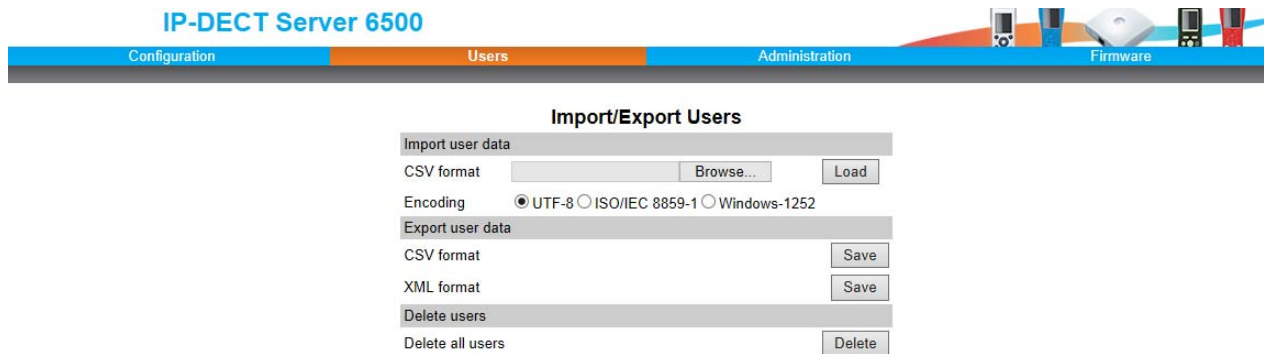 IP-DECT Server 6500
Configuration Users Administration Firmware
Import/Export Users
Import user data
CSV format Browse... Load
Encoding UTF-8 ISO/IEC 8859-1 Windows-1252
Export user data
CSV format Save
XML format Save
Delete users
Delete all users Delete